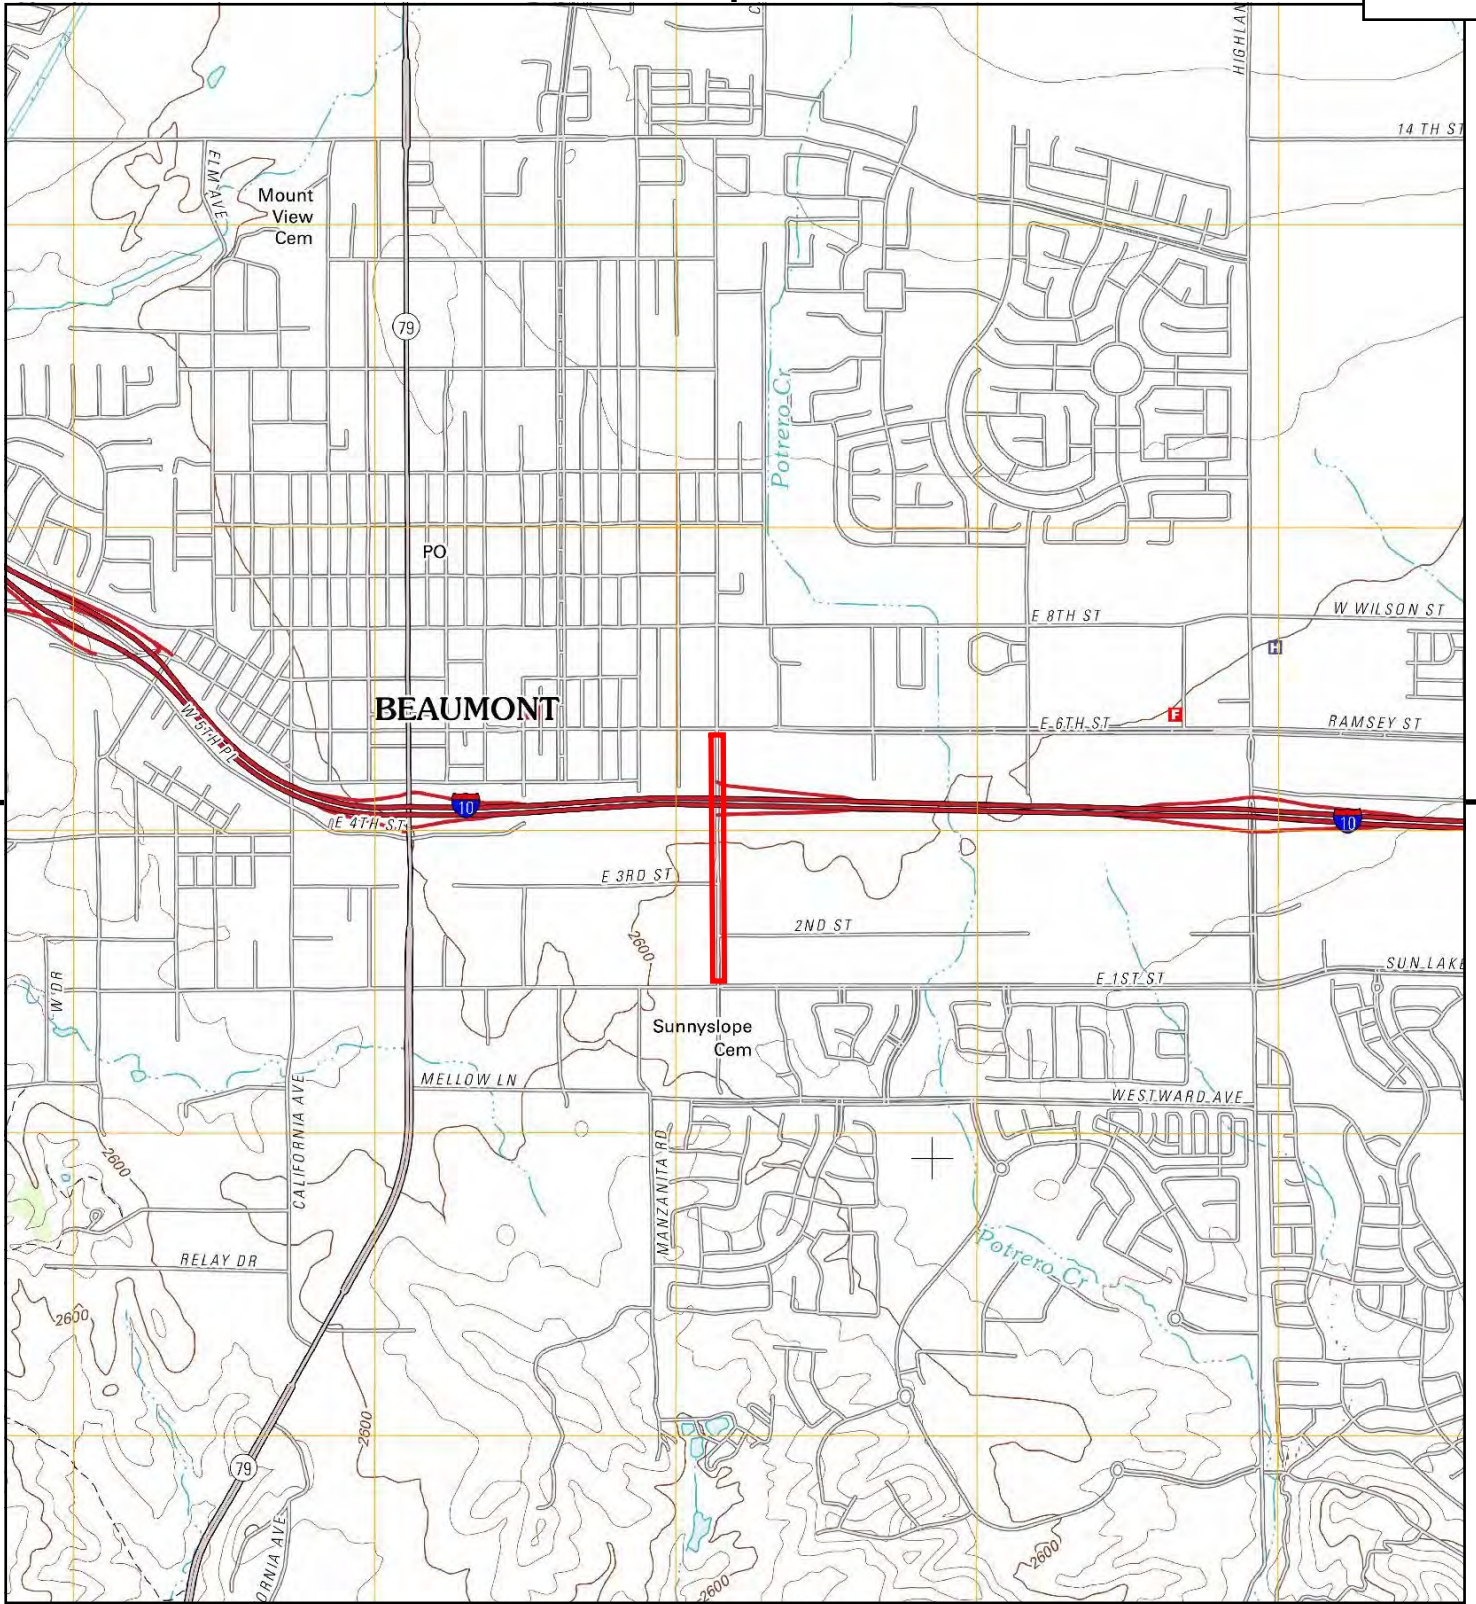 C
HIGHLAN
14 TH ST
ELM AVE
Mount
View
Cem
79
Potrero Cr
PO
E 8TH ST
W WILSON ST
H
BEAUMONT
F
W 5TH PL
E 6TH ST
RAMSEY ST
10
10
E 4TH ST
E 3RD ST
2ND ST
2600
SUN LAKE
E 1ST ST
W DR
Sunnyslope
Cem
MELLOW LN
WESTWARD AVE
CALIFORNIA AVE
2600
MANZANITA RD
Potrero Cr
RELAY DR
2600
2600
79
ORNIA AVE
2600
2600